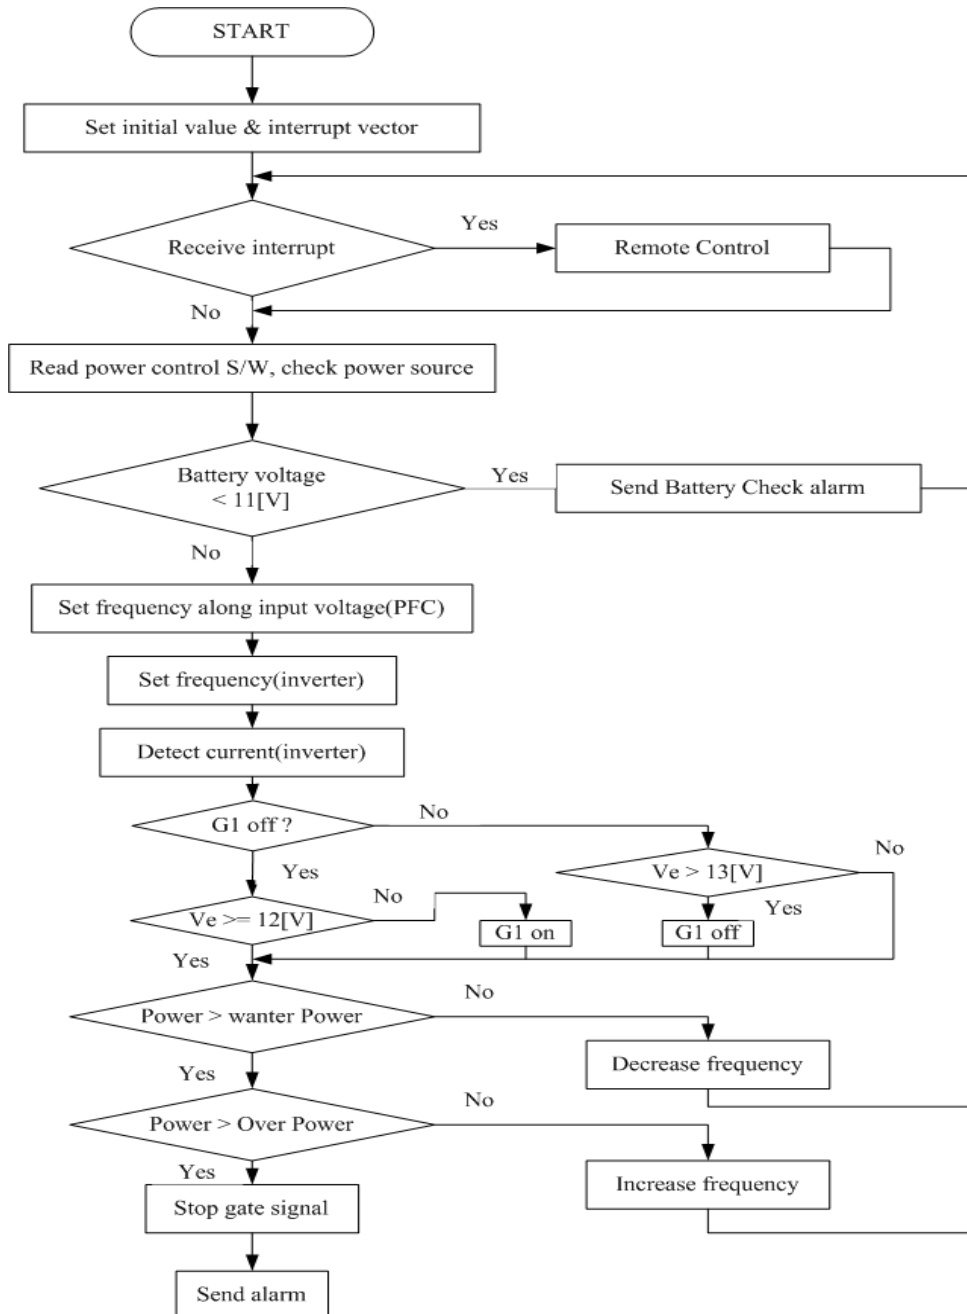 START
Set initial value & interrupt vector
Yes
Receive interrupt
Remote Control
No
Read power control S/W, check power source
Battery voltage
< 11[V]
Yes
Send Battery Check alarm
No
Set frequency along input voltage(PFC)
Set frequency(inverter)
Detect current(inverter)
G1 off ?
No
Yes
Ve > 13[V]
No
Ve >= 12[V]
No
G1 on
Yes
G1 off
Yes
Power > wanter Power
No
Decrease frequency
Yes
Power > Over Power
No
Yes
Increase frequency
Stop gate signal
Send alarm